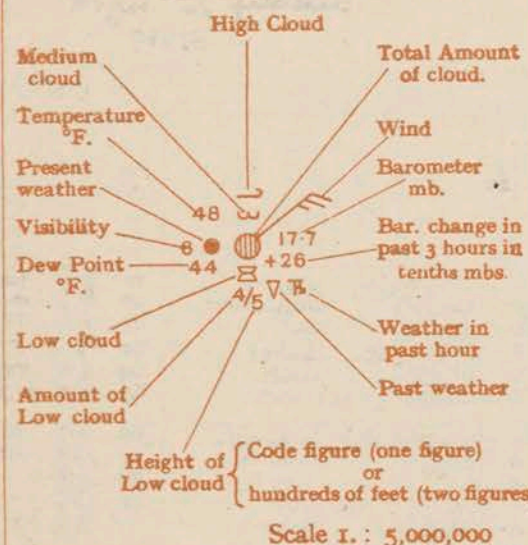 High Cloud
Medium
cloud
Total Amount
of cloud.
Temperature
°F.
Wind
Present
weather
Barometer
mb.
48
Visibility
6
17.7
Bar. change in
past 3 hours in
tenths mbs.
Dew Point
°F.
44
+26
4/5
Low cloud
Weather in
past hour
Amount of
Low cloud
Past weather
Height of
Low cloud
Code figure (one figure)
or
hundreds of feet (two figures
Scale 1. : 5,000,000